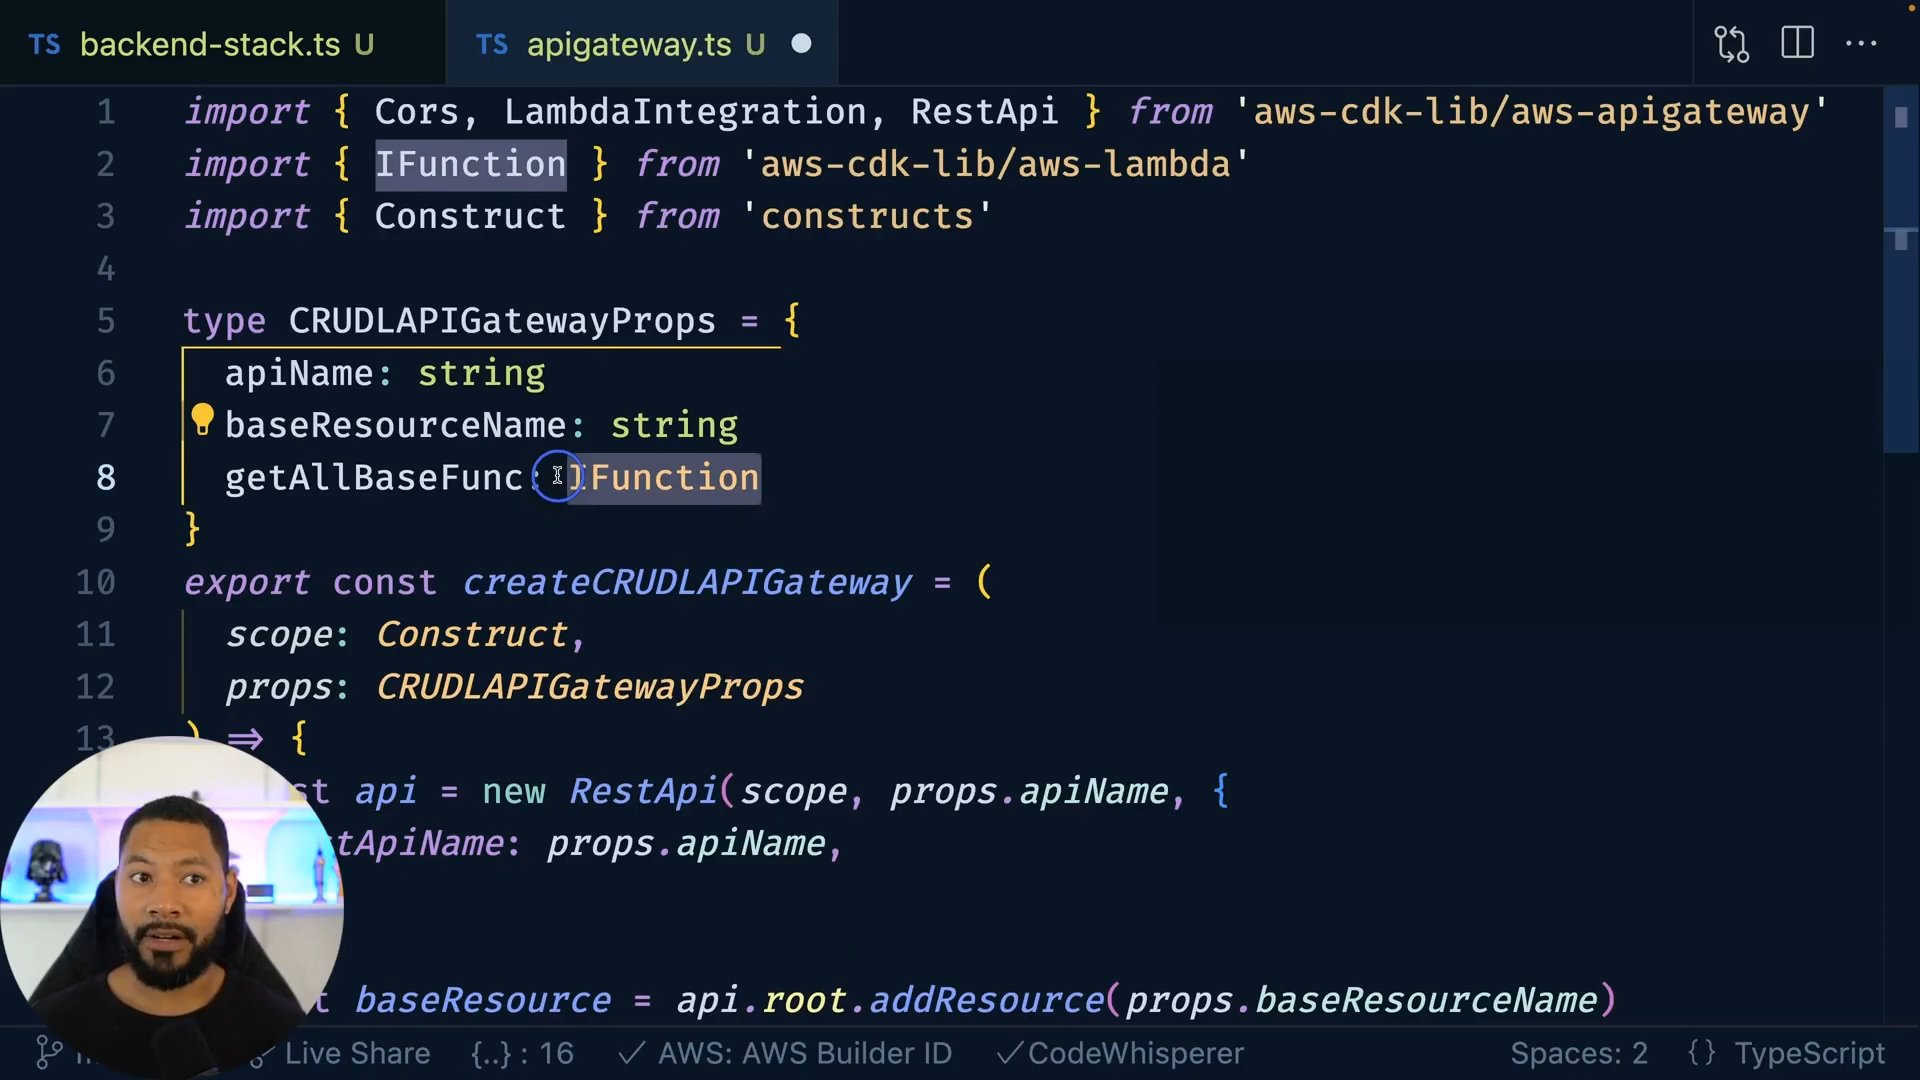 TS backend-stack.ts U
TS apigateway.ts U
1 import { Cors, LambdaIntegration, RestApi } from 'aws-cdk-lib/aws-apigateway'
2 import { IFunction } from 'aws-cdk-lib/aws-lambda'
3 import { Construct } from 'constructs'
4
5 type CRUDLAPIGatewayProps = {
6 apiName: string
7 baseResourceName: string
8 getAllBaseFunc: IFunction
9 }
10 export const createCRUDLAPIGateway = (
11 scope: Construct,
12 props: CRUDLAPIGatewayProps
13 ) => {
st api = new RestApi(scope, props.apiName, {
tApiName: props.apiName,
t baseResource = api.root.addResource(props.baseResourceName)
Live Share {..} : 16 ✓ AWS: AWS Builder ID ✓ CodeWhisperer Spaces: 2 {} TypeScript